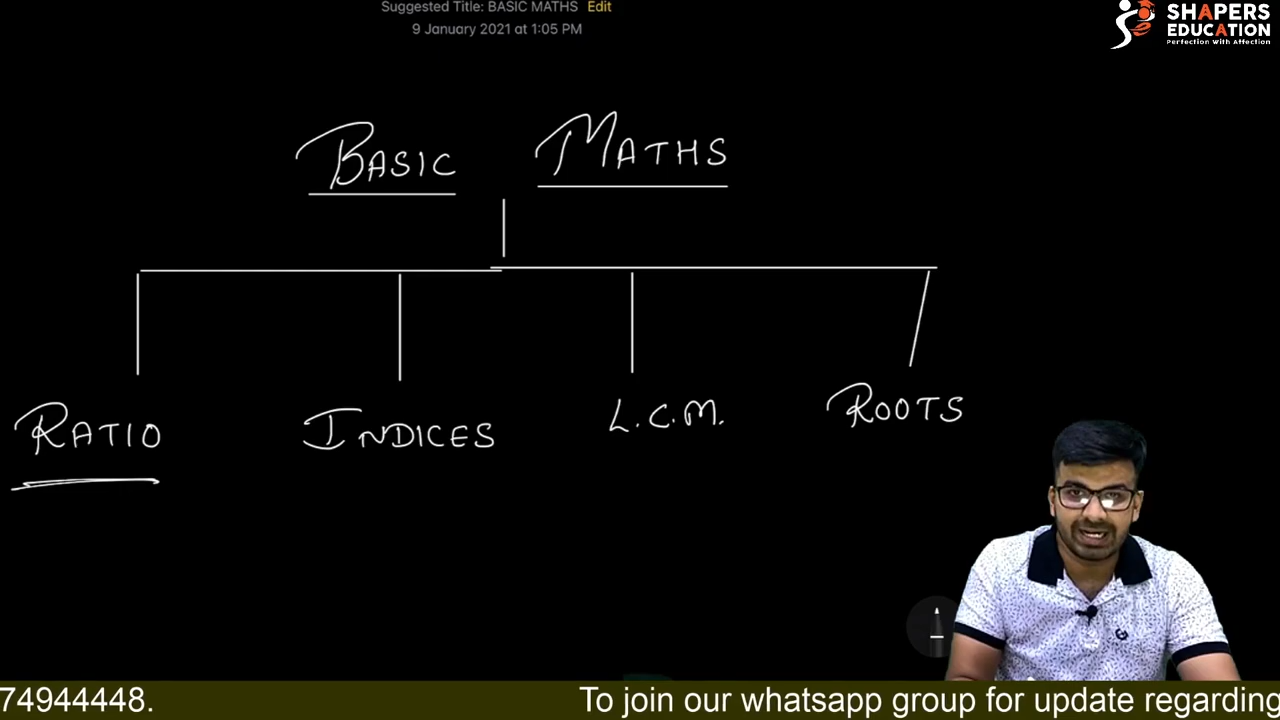 Suggested Title: BASIC MATHS Edit
9 January 2021 at 1:05 PM
SHAPERS
EDUCATION
Perfection With Affection
BASIC MATHS
RATIO INDICES L.C.M. ROOTS
74944448. To join our whatsapp group for update regarding